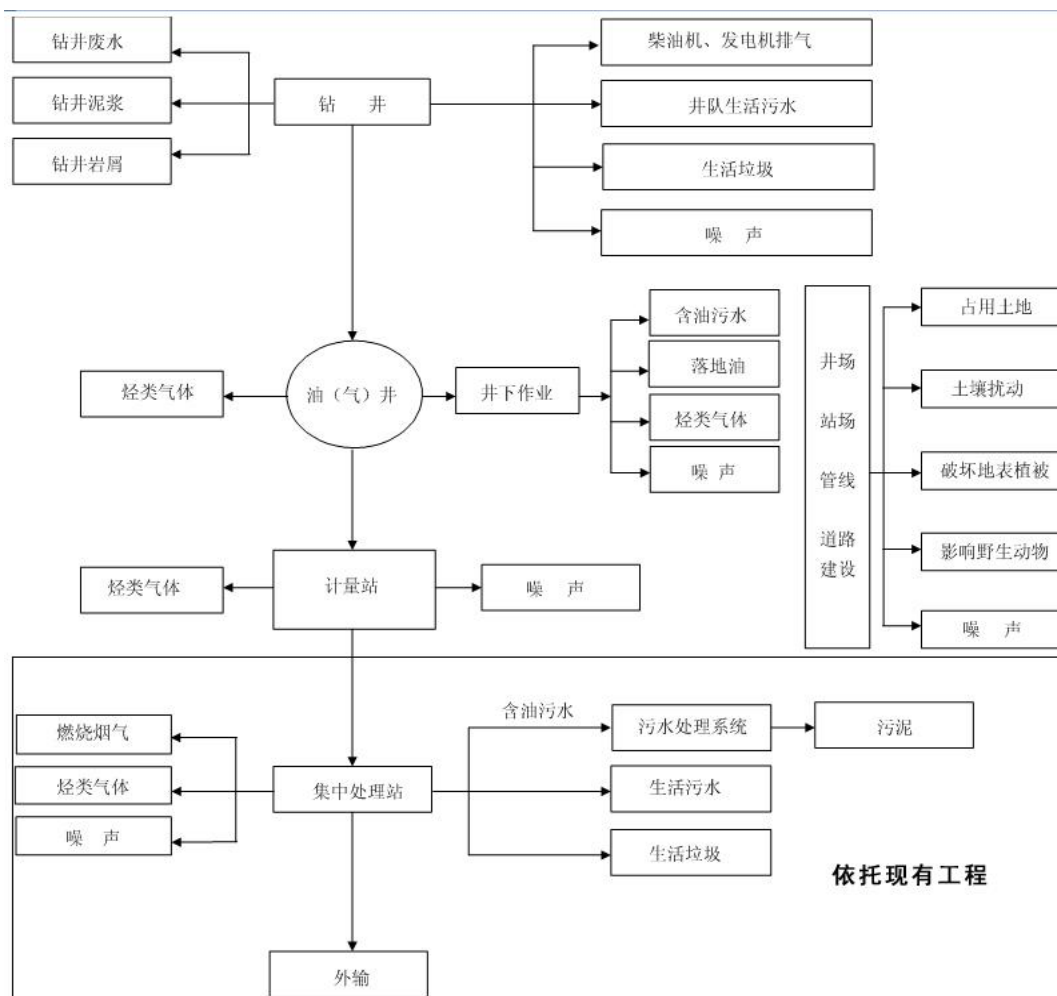 钻井废水
钻井泥浆
钻井岩屑
钻 井
柴油机、发电机排气
井队生活污水
生活垃圾
噪 声
烃类气体
油（气）井
井下作业
含油污水
落地油
烃类气体
噪 声
井场
站场
管线
道路
建设
占用土地
土壤扰动
破坏地表植被
影响野生动物
噪 声
烃类气体
计量站
噪 声
燃烧烟气
烃类气体
噪 声
集中处理站
含油污水
污水处理系统
污泥
生活污水
生活垃圾
依托现有工程
外输